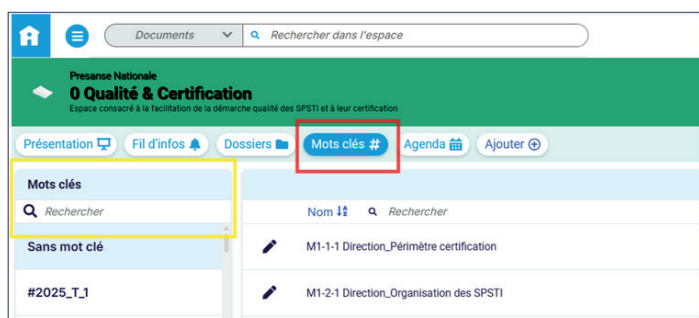 Documents
Rechercher dans l'espace
Presanse Nationale
0 Qualité & Certification
Espace consacré à la facilitation de la démarche qualité des SPSTI et à leur certification
Présentation Fil d'infos Dossiers Mots clés # Agenda Ajouter
Mots clés
Rechercher
Nom Rechercher
Sans mot clé
M1-1-1 Direction_Périmètre certification
#2025_T_1
M1-2-1 Direction_Organisation des SPSTI